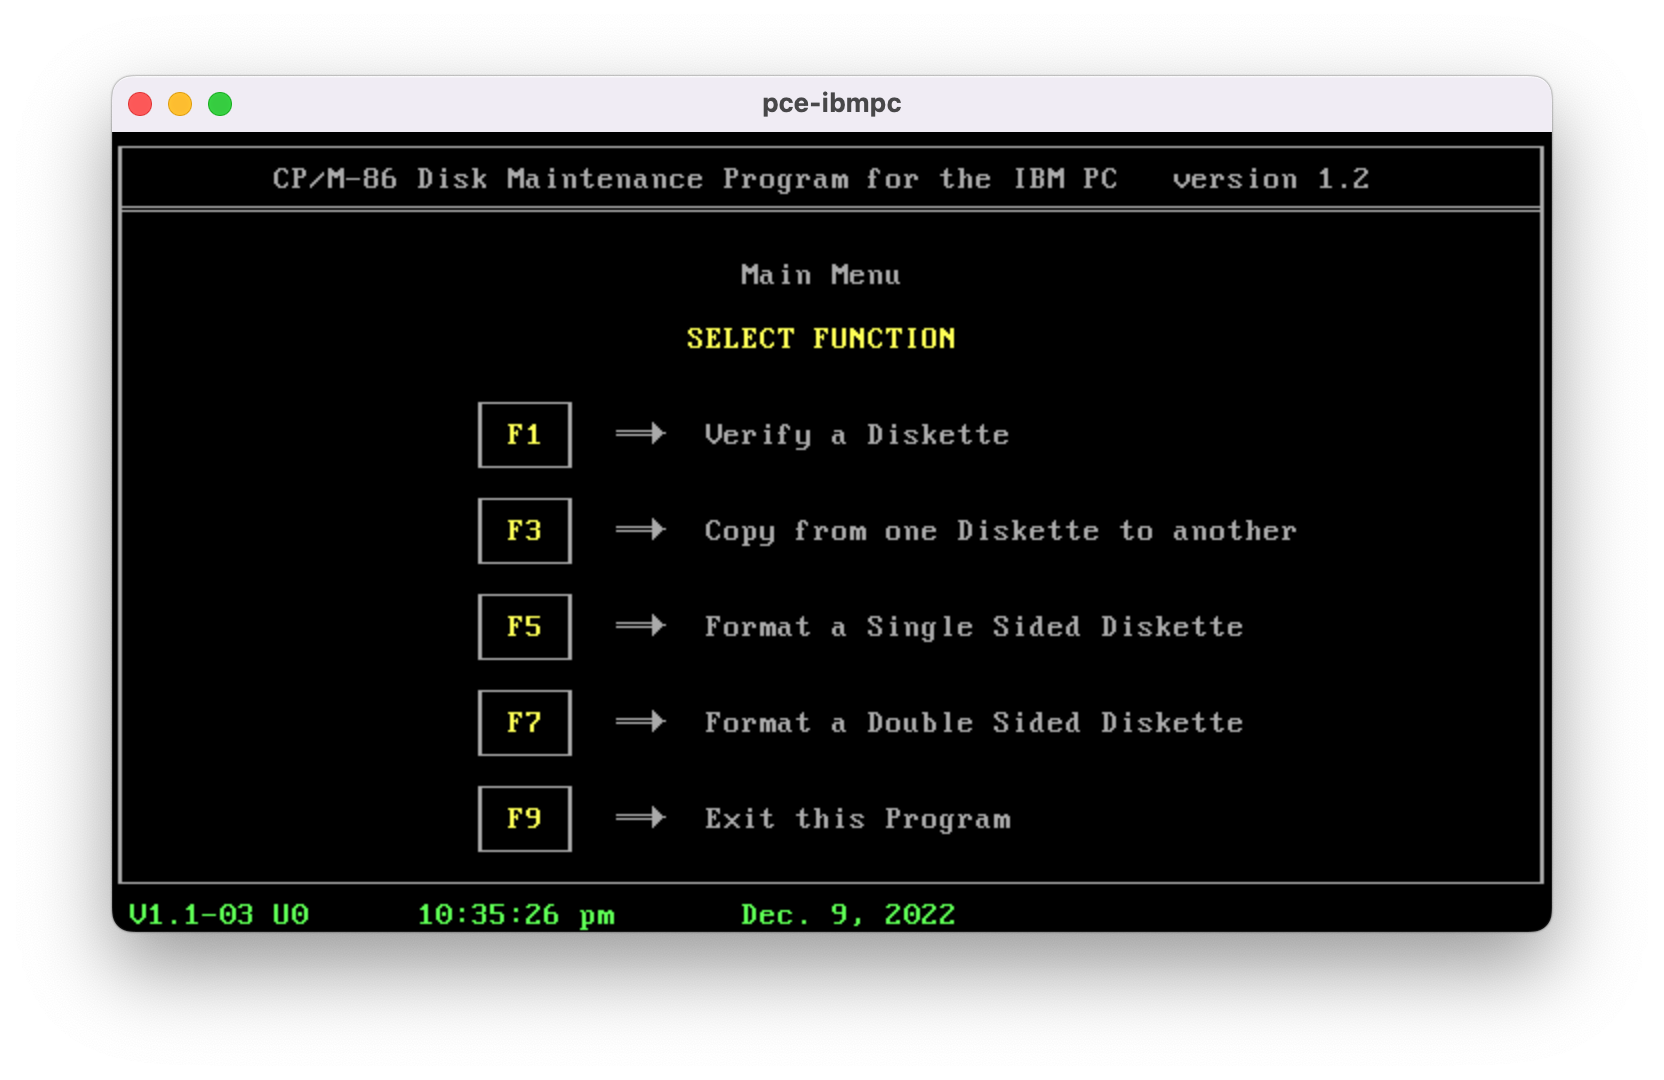 pce-ibmpc
CP/M-86 Disk Maintenance Program for the IBM PC version 1.2
Main Menu
SELECT FUNCTION
F1 ⇒ Verify a Diskette
F3 ⇒ Copy from one Diskette to another
F5 ⇒ Format a Single Sided Diskette
F7 ⇒ Format a Double Sided Diskette
F9 ⇒ Exit this Program
V1.1-03 U0 10:35:26 pm Dec. 9, 2022